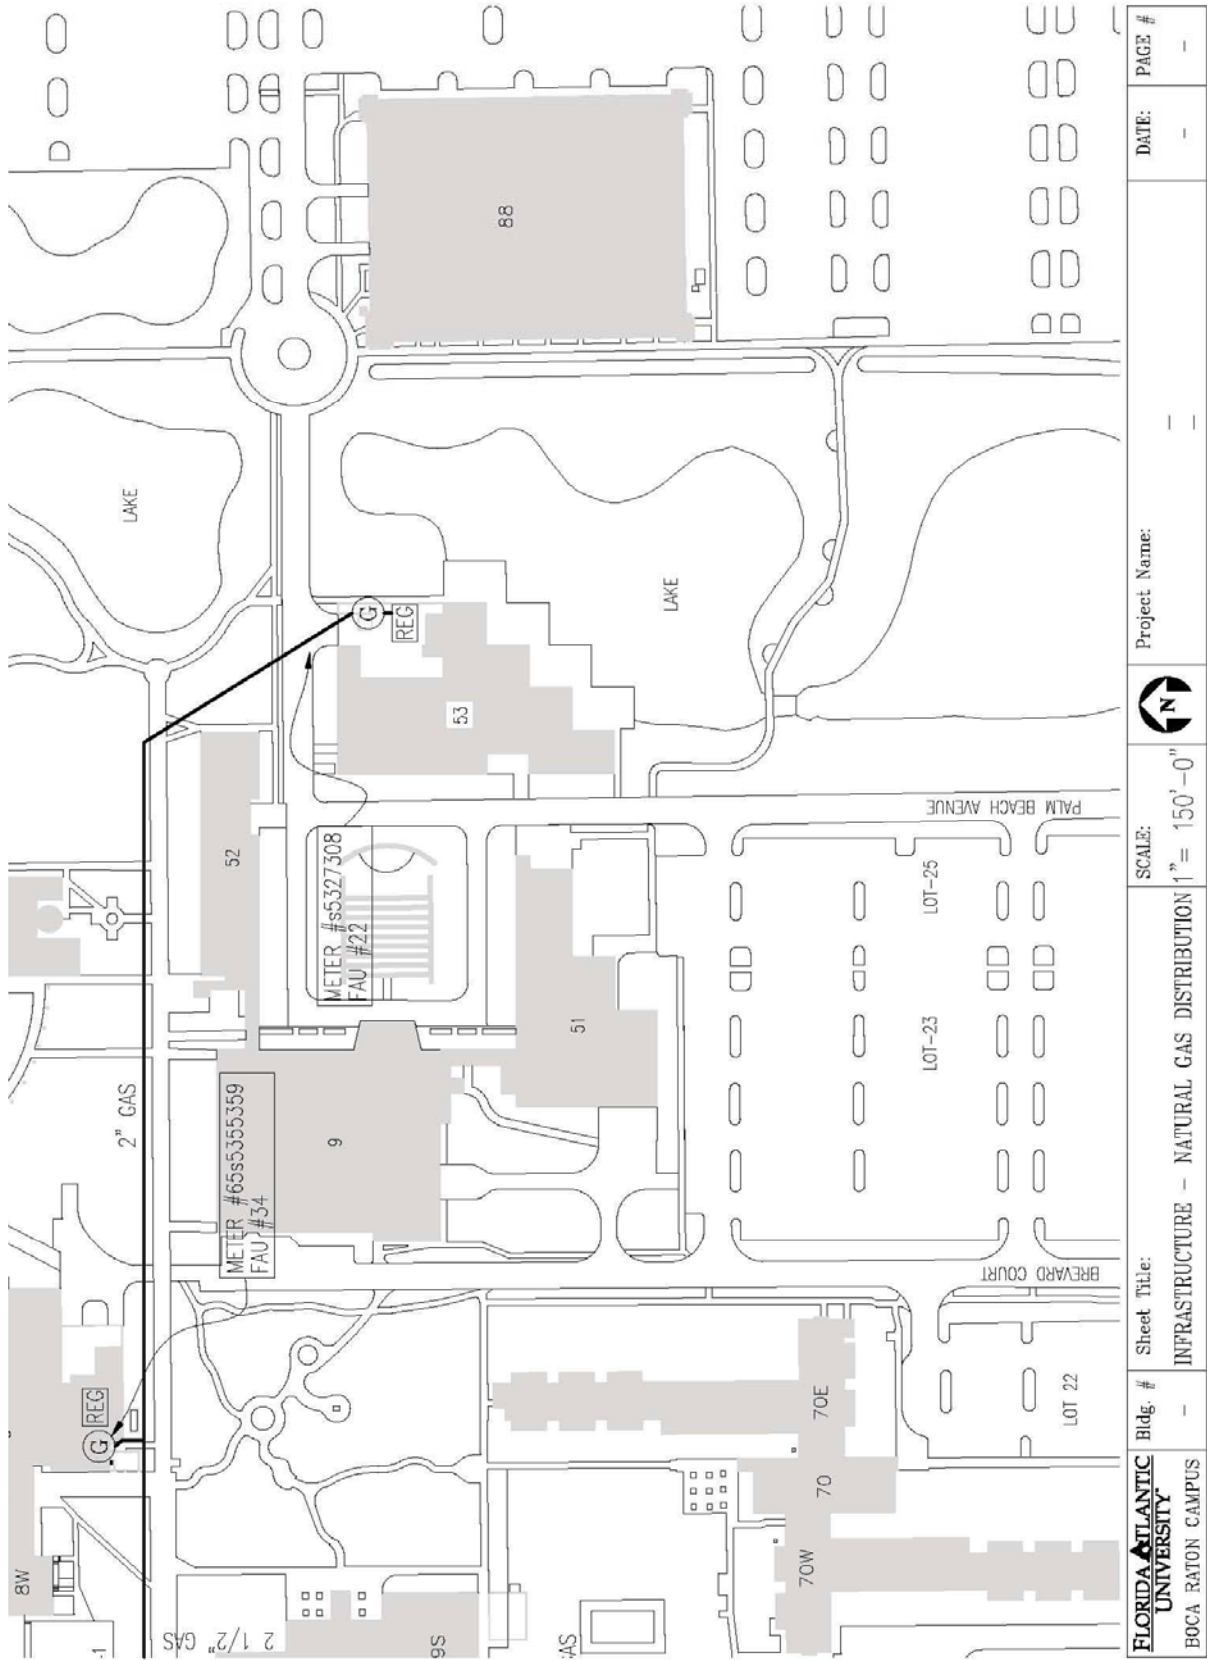 8W
REG
G
METER #65s5355359
FAU #34
2" GAS
2 1/2" GAS
-1
9S
AS
9
52
METER #s5327308
FAU #22
51
53
G
REG
LAKE
LAKE
88
70W
70
70E
LOT 22
BREVARD COURT
LOT-23
LOT-25
PALM BEACH AVENUE
FLORIDA ATLANTIC
UNIVERSITY
BOCA RATON CAMPUS
Bldg. #
-
Sheet Title:
INFRASTRUCTURE - NATURAL GAS DISTRIBUTION
SCALE:
1" = 150'-0"
N
Project Name:
-
-
DATE:
-
PAGE #
-